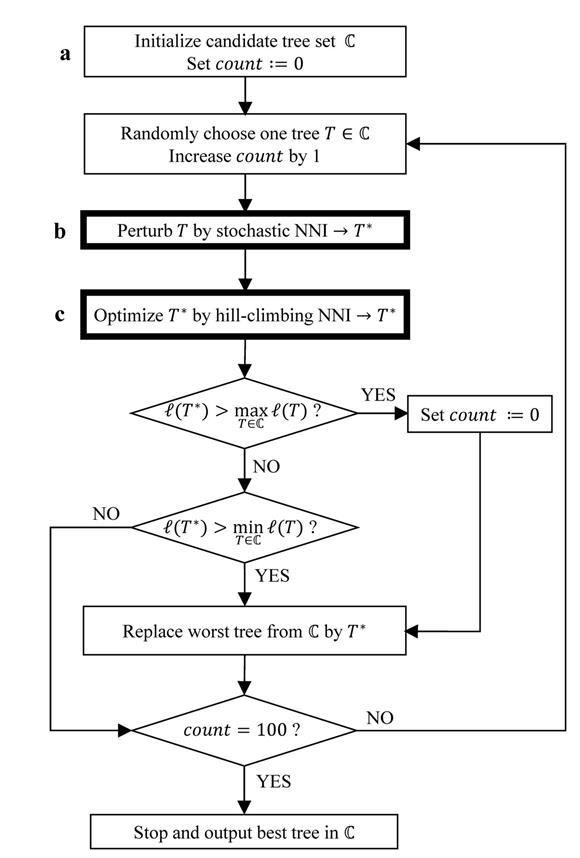 a
Initialize candidate tree set ℂ
Set count := 0
Randomly choose one tree T ∈ ℂ
Increase count by 1
b
Perturb T by stochastic NNI → T*
c
Optimize T* by hill-climbing NNI → T*
ℓ(T*) > max ℓ(T) ?
T∈ℂ
YES
Set count := 0
NO
NO
ℓ(T*) > min ℓ(T) ?
T∈ℂ
YES
Replace worst tree from ℂ by T*
count = 100 ?
NO
YES
Stop and output best tree in ℂ